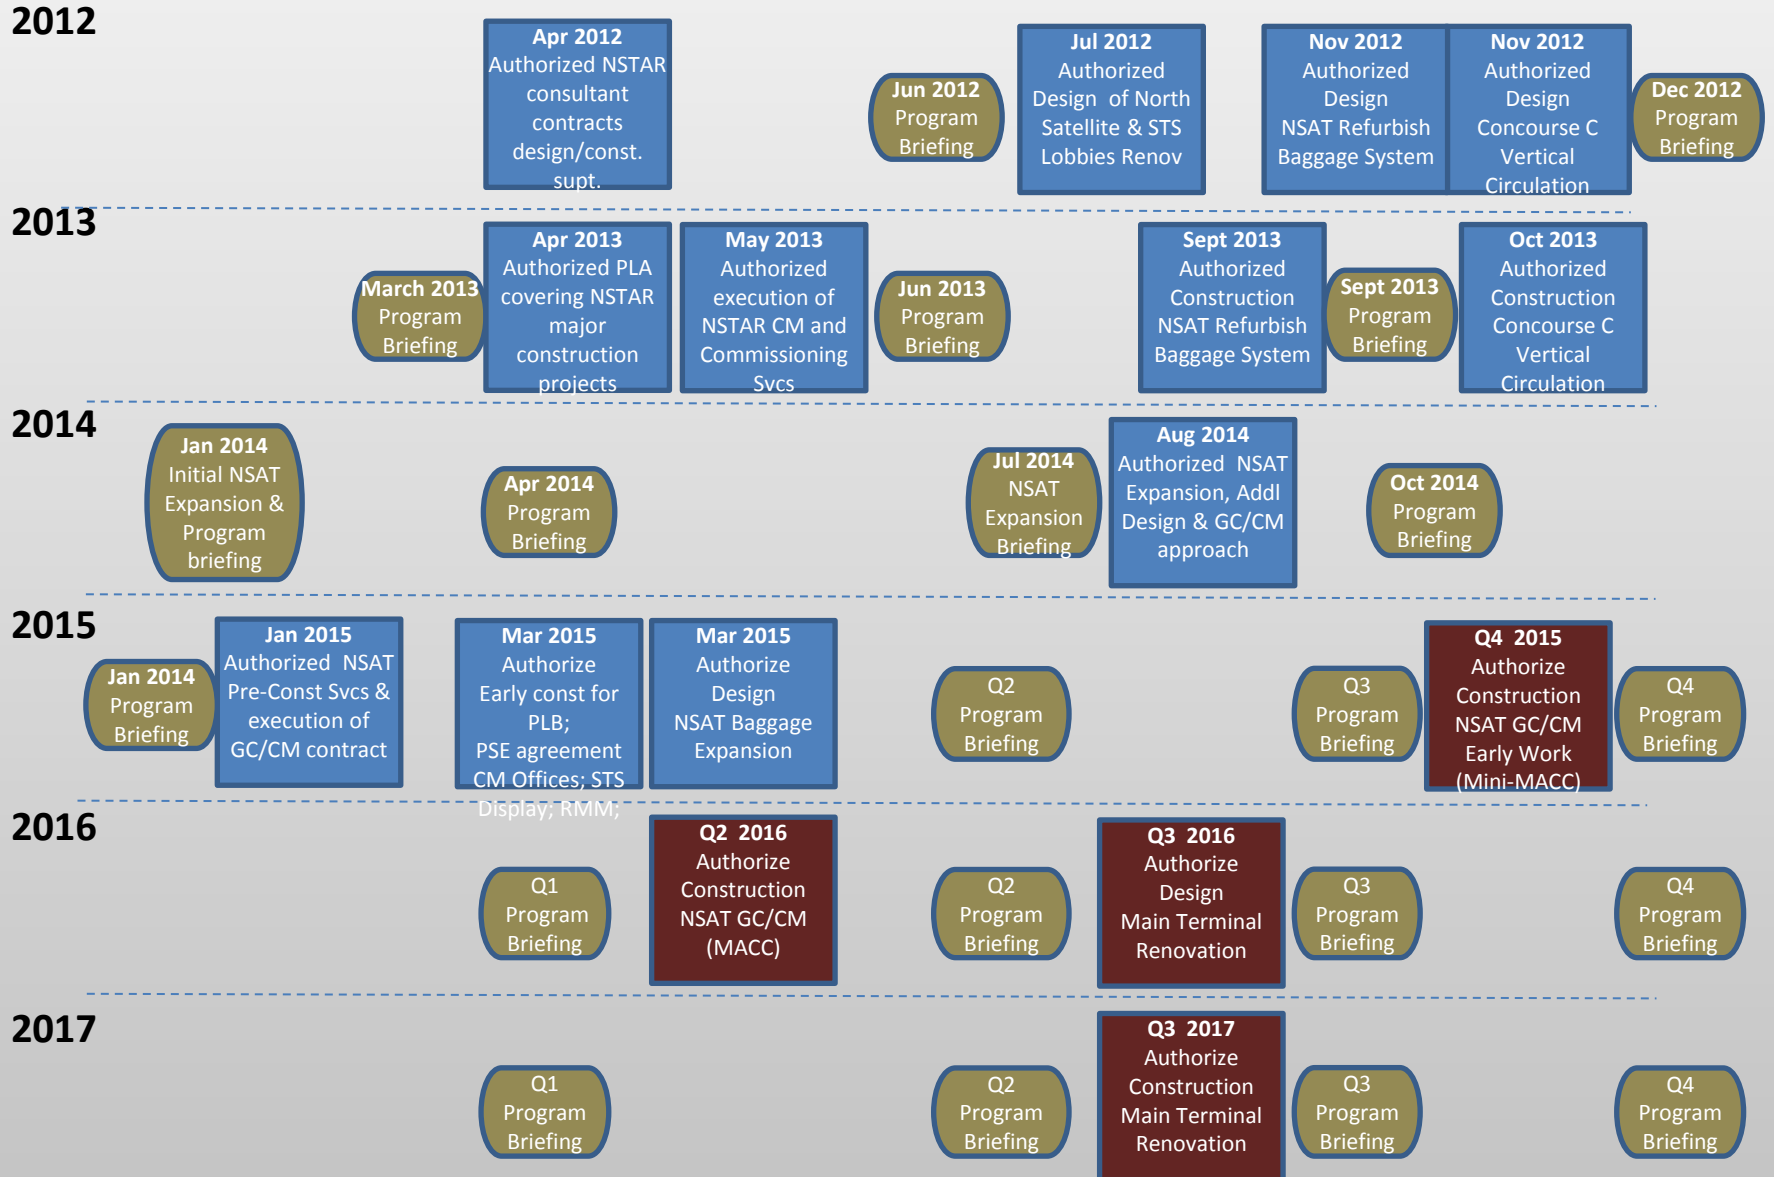 2012
Apr 2012
Authorized NSTAR
consultant
contracts
design/const.
supt.
Jun 2012
Program
Briefing
Jul 2012
Authorized
Design of North
Satellite & STS
Lobbies Renov
Nov 2012
Authorized
Design
NSAT Refurbish
Baggage System
Nov 2012
Authorized
Design
Concourse C
Vertical
Circulation
Dec 2012
Program
Briefing
2013
March 2013
Program
Briefing
Apr 2013
Authorized PLA
covering NSTAR
major
construction
projects
May 2013
Authorized
execution of
NSTAR CM and
Commissioning
Svcs
Jun 2013
Program
Briefing
Sept 2013
Authorized
Construction
NSAT Refurbish
Baggage System
Sept 2013
Program
Briefing
Oct 2013
Authorized
Construction
Concourse C
Vertical
Circulation
2014
Jan 2014
Initial NSAT
Expansion &
Program
briefing
Apr 2014
Program
Briefing
Jul 2014
NSAT
Expansion
Briefing
Aug 2014
Authorized NSAT
Expansion, Addl
Design & GC/CM
approach
Oct 2014
Program
Briefing
2015
Jan 2014
Program
Briefing
Jan 2015
Authorized NSAT
Pre-Const Svcs &
execution of
GC/CM contract
Mar 2015
Authorize
Early const for
PLB;
PSE agreement
CM Offices; STS
Display; RMM;
Mar 2015
Authorize
Design
NSAT Baggage
Expansion
Q2
Program
Briefing
Q3
Program
Briefing
Q4 2015
Authorize
Construction
NSAT GC/CM
Early Work
(Mini-MACC)
Q4
Program
Briefing
2016
Q1
Program
Briefing
Q2 2016
Authorize
Construction
NSAT GC/CM
(MACC)
Q2
Program
Briefing
Q3 2016
Authorize
Design
Main Terminal
Renovation
Q3
Program
Briefing
Q4
Program
Briefing
2017
Q1
Program
Briefing
Q2
Program
Briefing
Q3 2017
Authorize
Construction
Main Terminal
Renovation
Q3
Program
Briefing
Q4
Program
Briefing